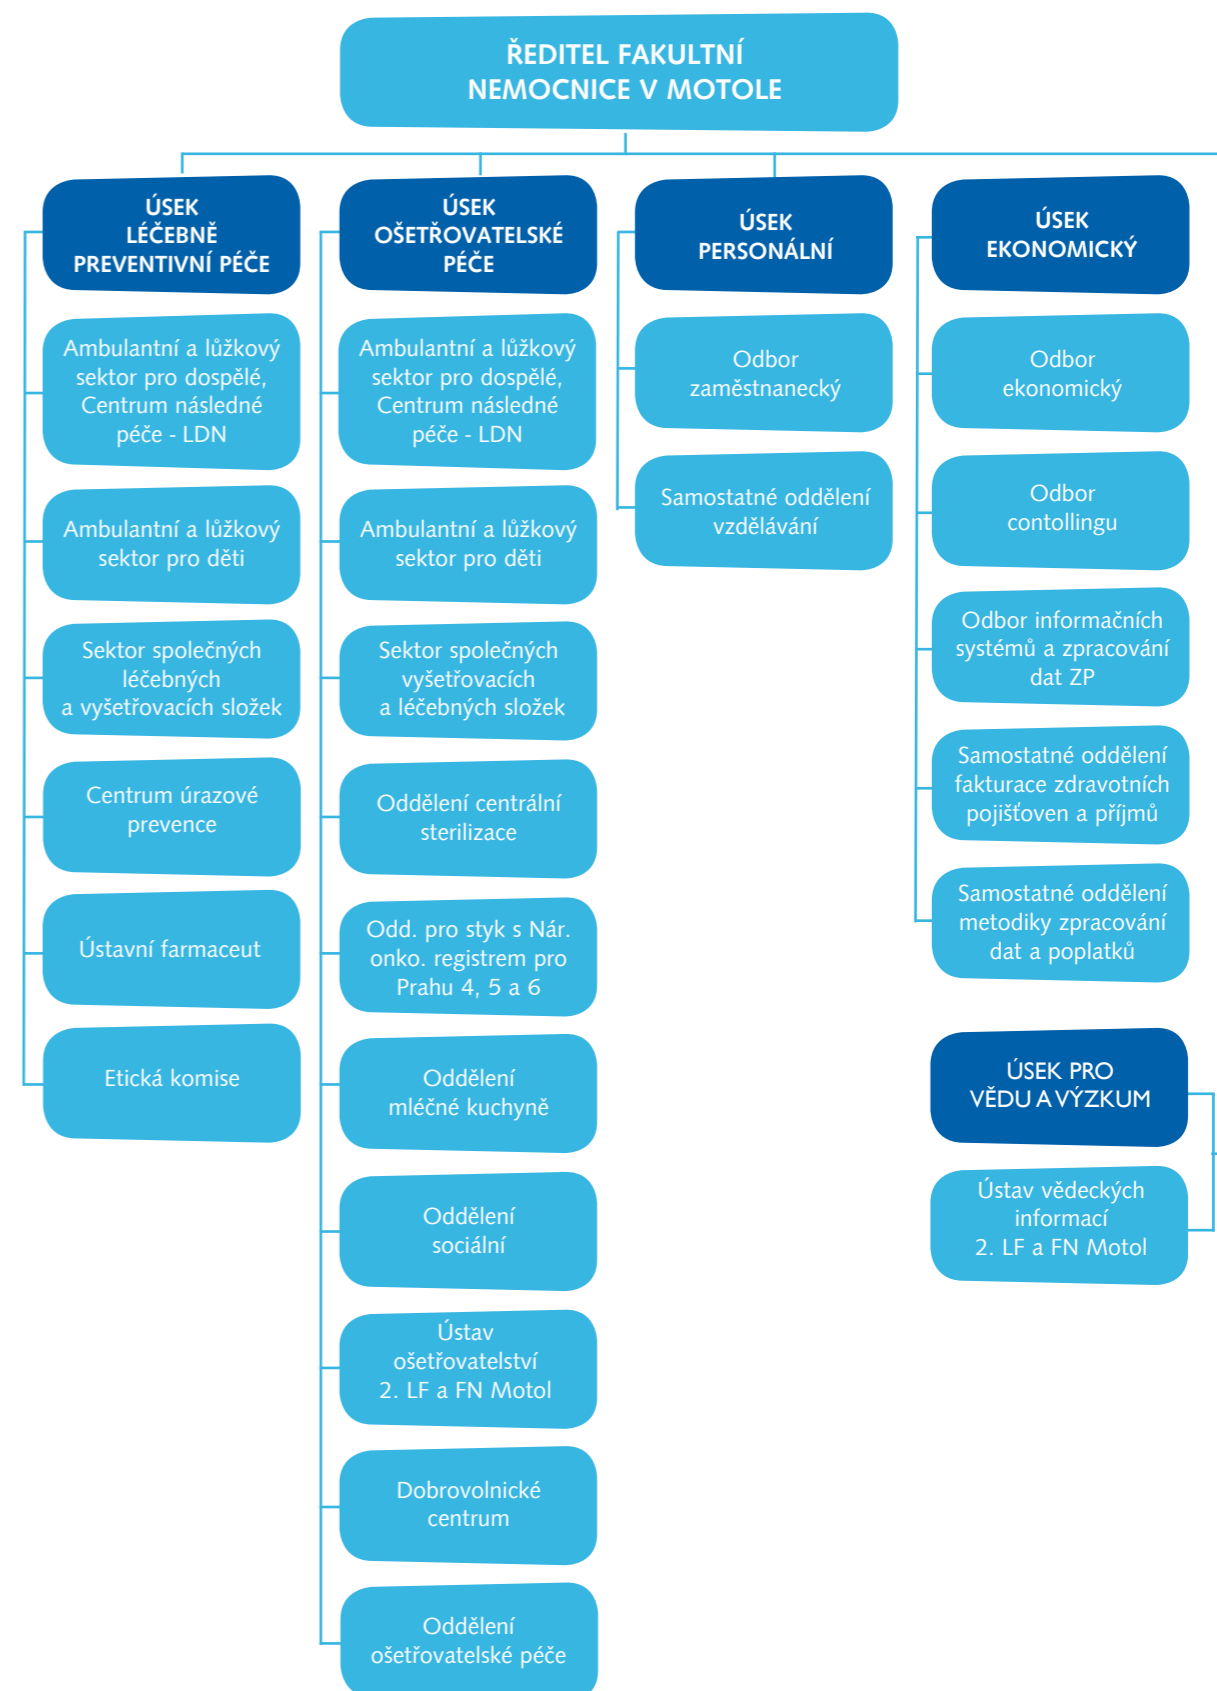 ŘEDITEL FAKULTNÍ
NEMOCNICE V MOTOLE
ÚSEK
LÉČEBNĚ
PREVENTIVNÍ PÉČE
Ambulantní a lůžkový
sektor pro dospělé,
Centrum následné
péče - LDN
Ambulantní a lůžkový
sektor pro děti
Sektor společných
léčebných
a vyšetřovacích složek
Centrum úrazové
prevence
Ústavní farmaceut
Etická komise
ÚSEK
OŠETŘOVATELSKÉ
PÉČE
Ambulantní a lůžkový
sektor pro dospělé,
Centrum následné
péče - LDN
Ambulantní a lůžkový
sektor pro děti
Sektor společných
vyšetřovacích
a léčebných složek
Oddělení centrální
sterilizace
Odd. pro styk s Nár.
onko. registrem pro
Prahu 4, 5 a 6
Oddělení
mléčné kuchyně
Oddělení
sociální
Ústav
ošetřovatelství
2. LF a FN Motol
Dobrovolnické
centrum
Oddělení
ošetřovatelské péče
ÚSEK
PERSONÁLNÍ
Odbor
zaměstnanecký
Samostatné oddělení
vzdělávání
ÚSEK
EKONOMICKÝ
Odbor
ekonomický
Odbor
contollingu
Odbor informačních
systémů a zpracování
dat ZP
Samostatné oddělení
fakturace zdravotních
pojišťoven a příjmů
Samostatné oddělení
metodiky zpracování
dat a poplatků
ÚSEK PRO
VĚDU A VÝZKUM
Ústav vědeckých
informací
2. LF a FN Motol